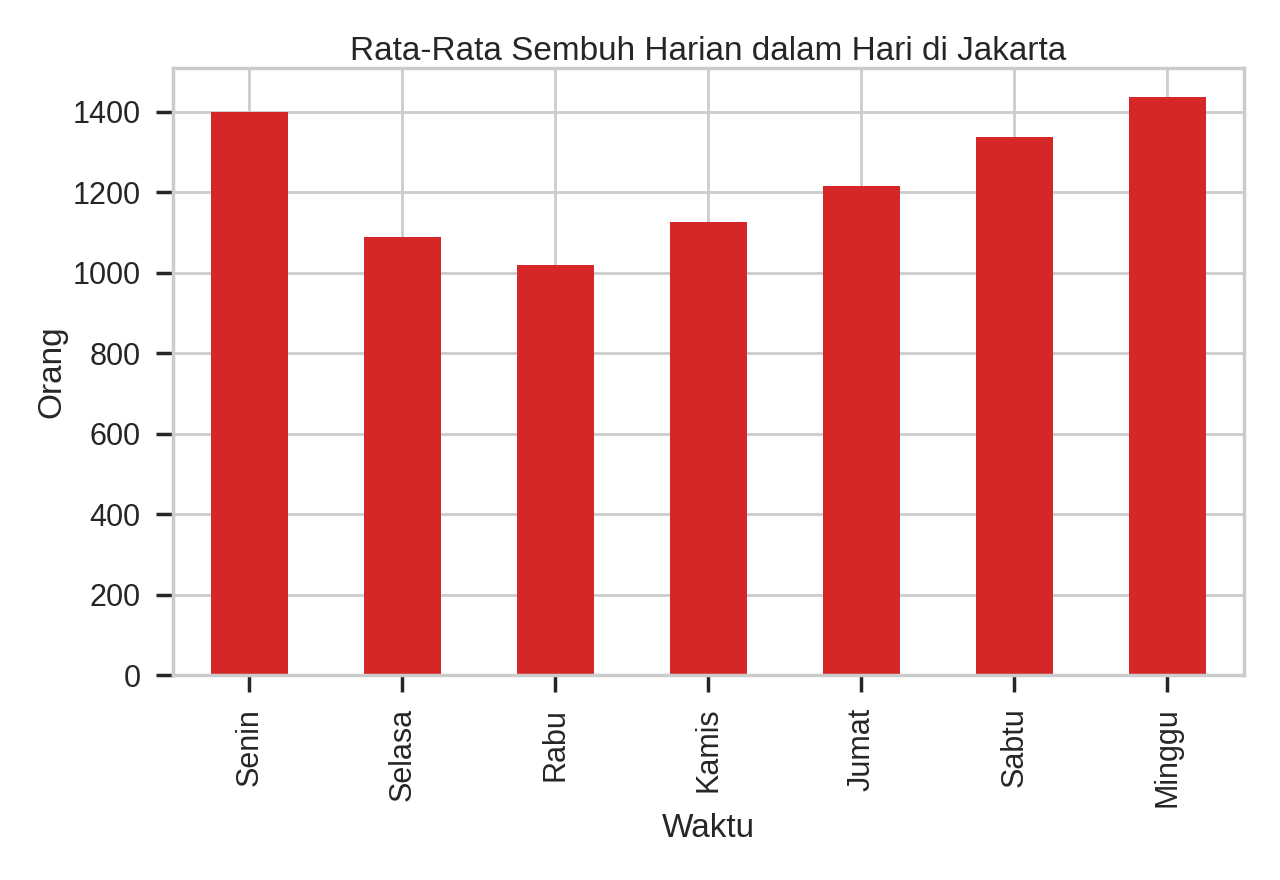 Rata-Rata Sembuh Harian dalam Hari di Jakarta
1400
1200
1000
800
600
400
200
0
Orang
Senin
Selasa
Rabu
Kamis
Jumat
Sabtu
Minggu
Waktu